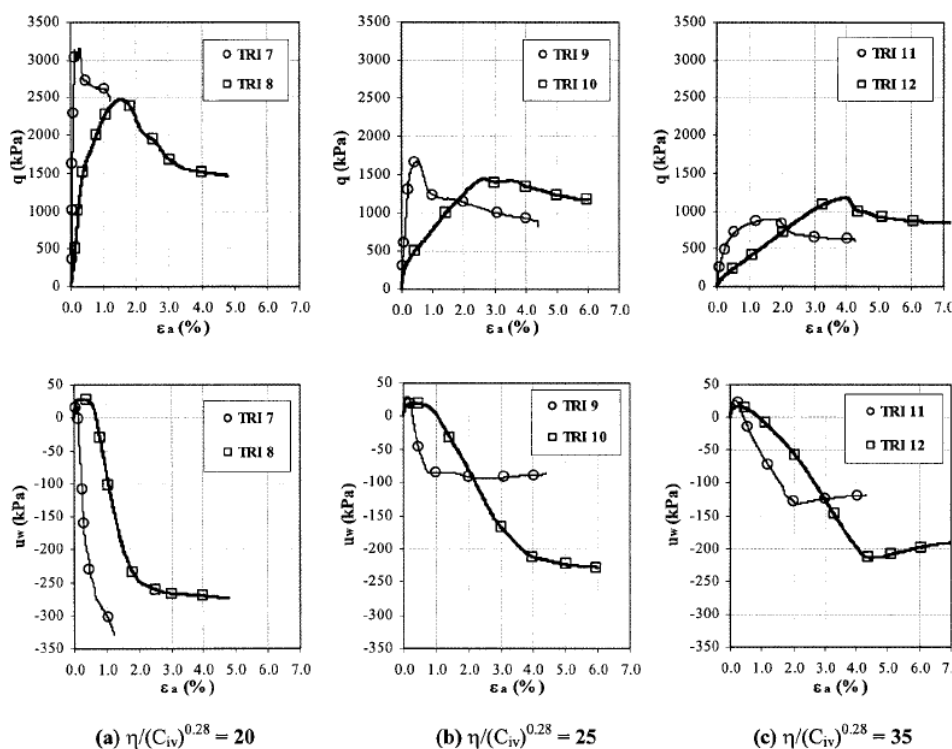 3500
3000
2500
2000
1500
1000
500
0
q (kPa)
TRI 7
TRI 8
0.0 1.0 2.0 3.0 4.0 5.0 6.0
εa (%)
3500
3000
2500
2000
1500
1000
500
0
q (kPa)
TRI 9
TRI 10
0.0 1.0 2.0 3.0 4.0 5.0 6.0
εa (%)
3500
3000
2500
2000
1500
1000
500
0
q (kPa)
TRI 11
TRI 12
0.0 1.0 2.0 3.0 4.0 5.0 6.0 7.0
εa (%)
50
0
-50
-100
-150
-200
-250
-300
-350
uw (kPa)
TRI 7
TRI 8
0.0 1.0 2.0 3.0 4.0 5.0 6.0
εa (%)
50
0
-50
-100
-150
-200
-250
-300
-350
uw (kPa)
TRI 9
TRI 10
0.0 1.0 2.0 3.0 4.0 5.0 6.0
εa (%)
50
0
-50
-100
-150
-200
-250
-300
-350
uw (kPa)
TRI 11
TRI 12
0.0 1.0 2.0 3.0 4.0 5.0 6.0 7.0
εa (%)
(a) η/(Civ)^0.28 = 20
(b) η/(Civ)^0.28 = 25
(c) η/(Civ)^0.28 = 35